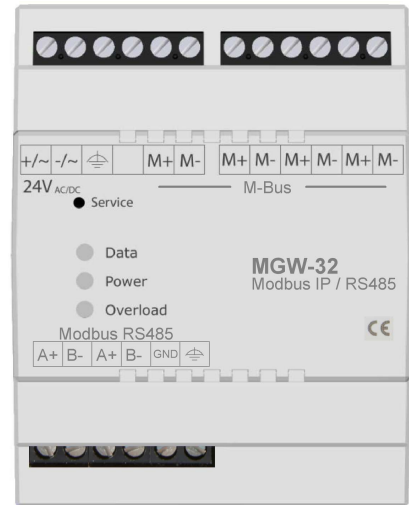 +/~ -/~ M+ M- M+ M- M+ M- M+ M-
24V AC/DC M-Bus
Service
Data
Power
Overload
MGW-32
Modbus IP / RS485
CE
Modbus RS485
A+ B- A+ B- GND